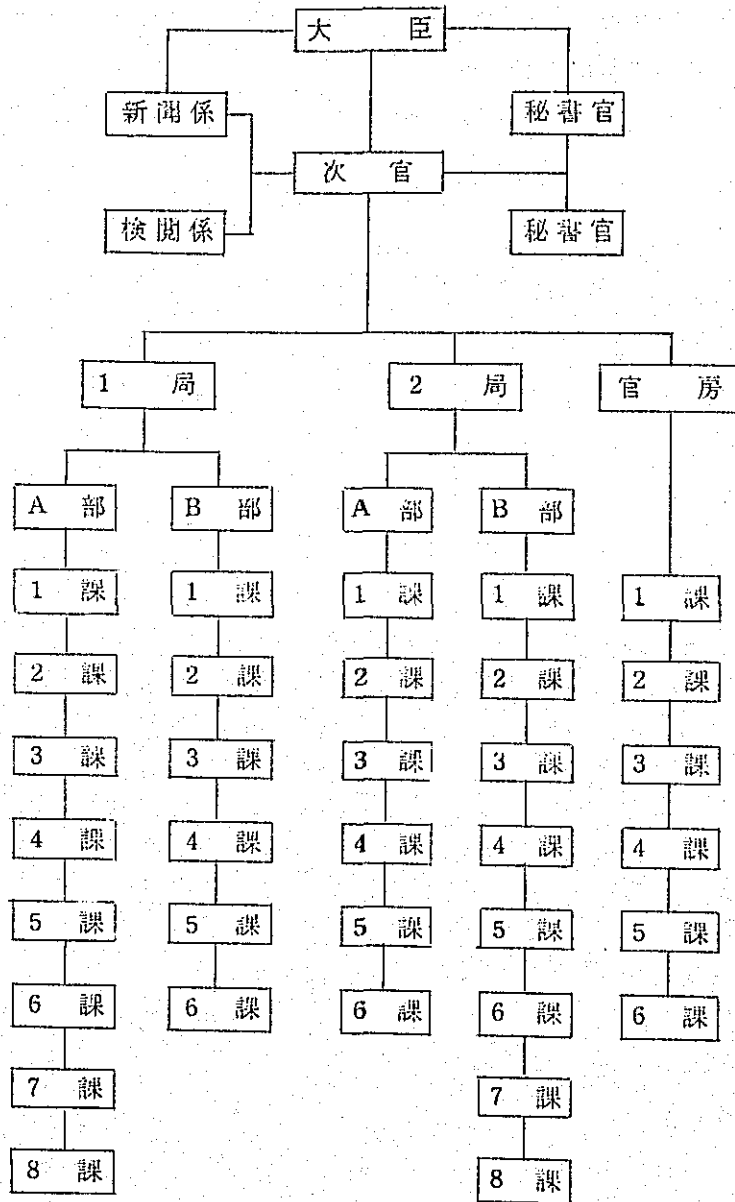 大 臣
新聞係 秘書官
次 官
検閲係 秘書官
1 局 2 局 官 房
A 部 B 部 A 部 B 部
1 課 1 課 1 課 1 課 1 課
2 課 2 課 2 課 2 課 2 課
3 課 3 課 3 課 3 課 3 課
4 課 4 課 4 課 4 課 4 課
5 課 5 課 5 課 5 課 5 課
6 課 6 課 6 課 6 課 6 課
7 課 7 課
8 課 8 課